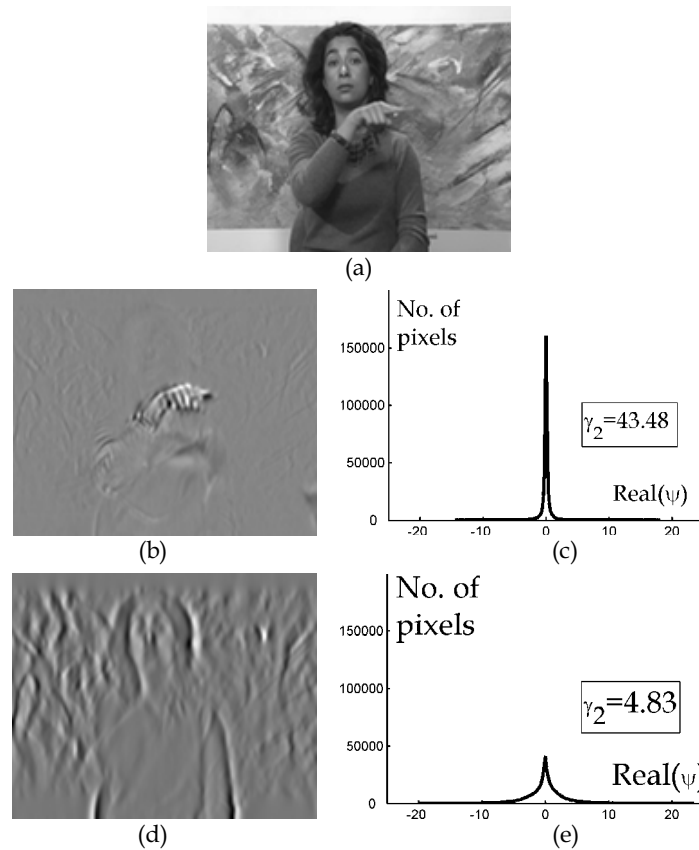 (a)
No. of
pixels
150000
100000
50000
0
γ₂=43.48
Real(ψ)
-20 -10 0 10 20
(b)
(c)
No. of
pixels
150000
100000
50000
0
γ₂=4.83
Real(ψ)
-20 -10 0 10 20
(d)
(e)